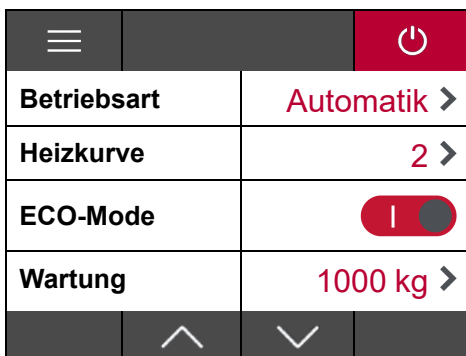 Betriebsart Automatik
Heizkurve 2
ECO-Mode
Wartung 1000 kg